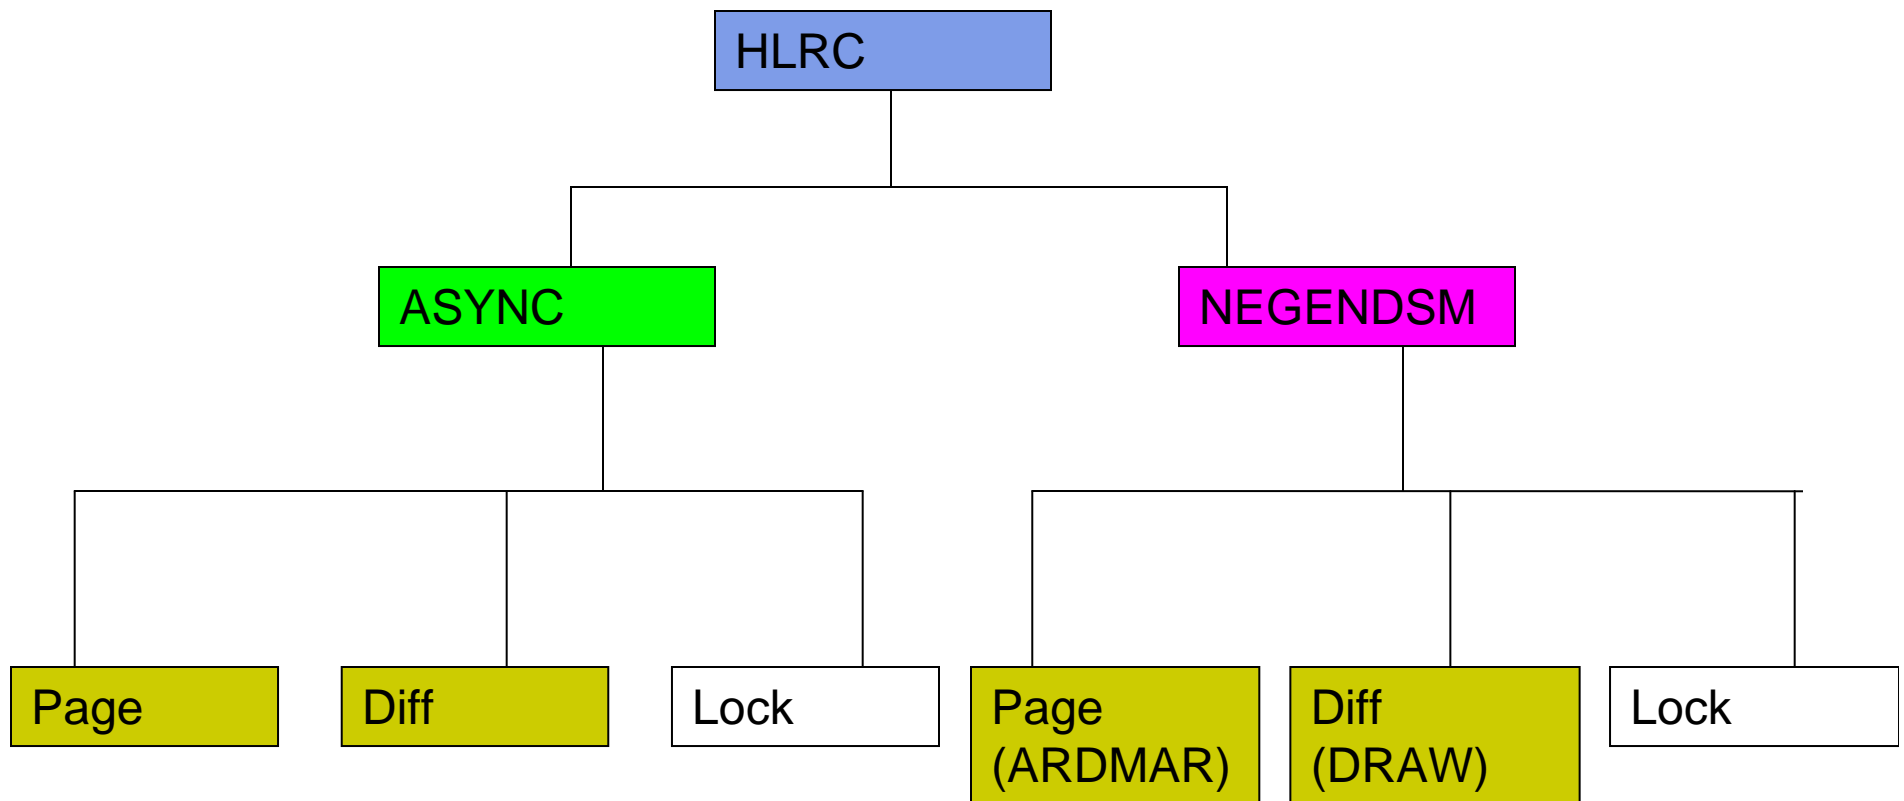 HLRC
ASYNC
NEGENDSM
Page
Diff
Lock
Page
(ARDMAR)
Diff
(DRAW)
Lock